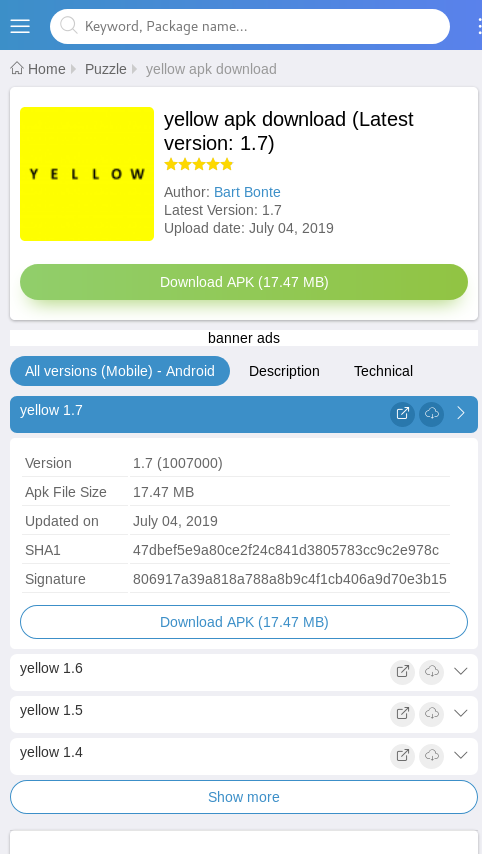 Keyword, Package name...
Home Puzzle yellow apk download
YELLOW
yellow apk download (Latest
version: 1.7)
Author: Bart Bonte
Latest Version: 1.7
Upload date: July 04, 2019
Download APK (17.47 MB)
banner ads
All versions (Mobile) - Android Description Technical
yellow 1.7
Version 1.7 (1007000)
Apk File Size 17.47 MB
Updated on July 04, 2019
SHA1 47dbef5e9a80ce2f24c841d3805783cc9c2e978c
Signature 806917a39a818a788a8b9c4f1cb406a9d70e3b15
Download APK (17.47 MB)
yellow 1.6
yellow 1.5
yellow 1.4
Show more